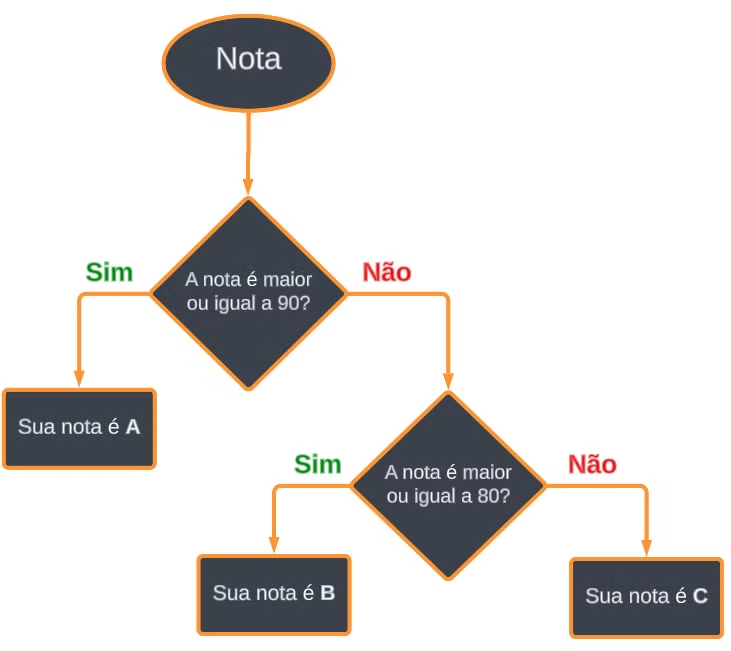 Nota
Sim
Não
A nota é maior
ou igual a 90?
Sua nota é A
Sim
Não
A nota é maior
ou igual a 80?
Sua nota é B
Sua nota é C